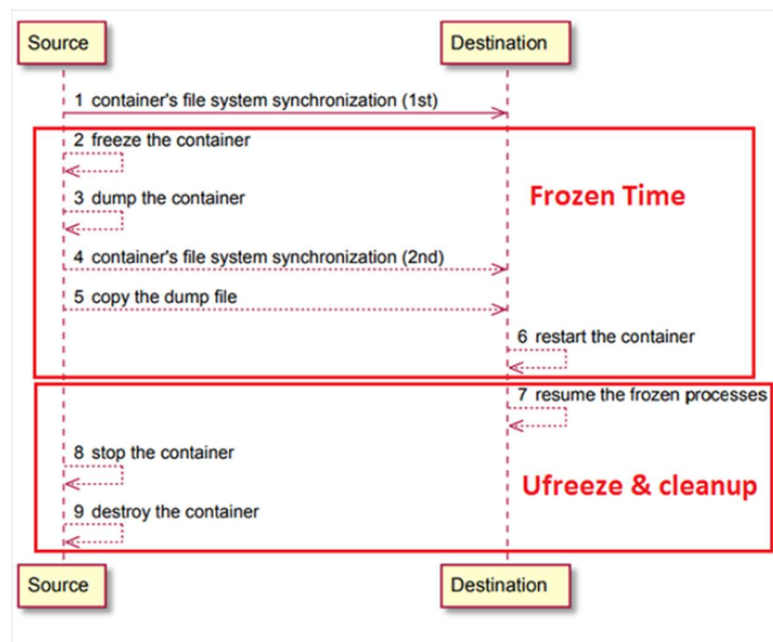 Source
Destination
1 container's file system synchronization (1st)
2 freeze the container
3 dump the container
Frozen Time
4 container's file system synchronization (2nd)
5 copy the dump file
6 restart the container
7 resume the frozen processes
8 stop the container
Ufreeze & cleanup
9 destroy the container
Source
Destination